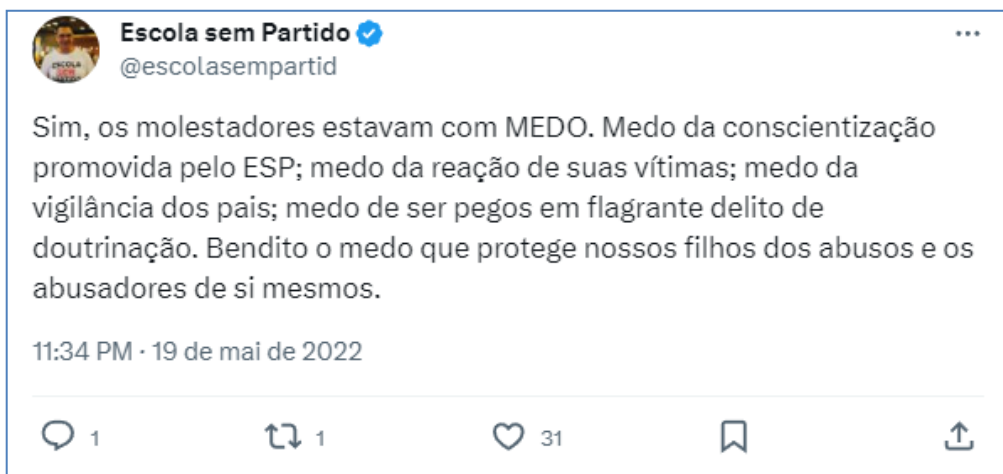 Escola sem Partido
@escolasempartid
Sim, os molestadores estavam com MEDO. Medo da conscientização
promovida pelo ESP; medo da reação de suas vítimas; medo da
vigilância dos pais; medo de ser pegos em flagrante delito de
doutrinação. Bendito o medo que protege nossos filhos dos abusos e os
abusadores de si mesmos.
11:34 PM · 19 de mai de 2022
1 1 31